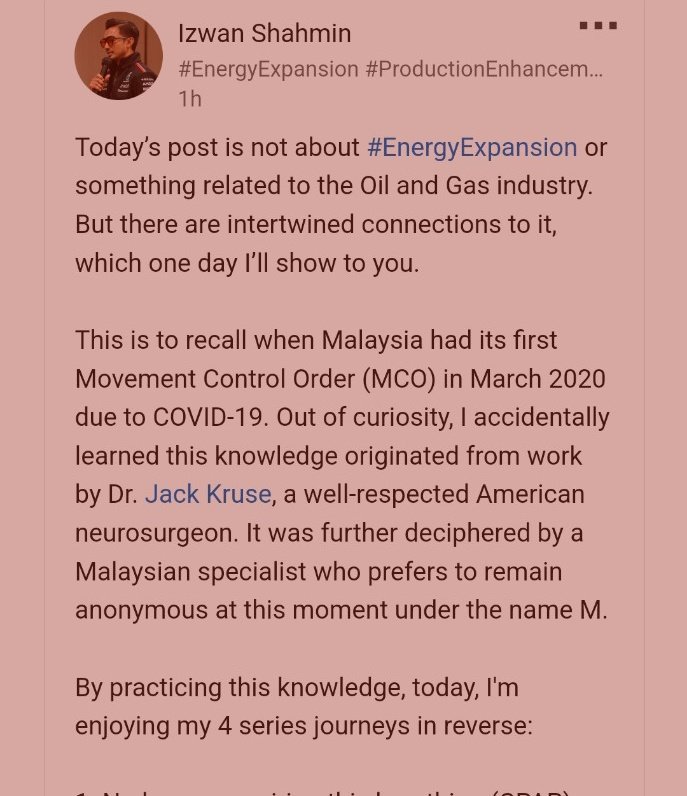 Izwan Shahmin
#EnergyExpansion #ProductionEnhancem...
1h
Today's post is not about #EnergyExpansion or
something related to the Oil and Gas industry.
But there are intertwined connections to it,
which one day I'll show to you.
This is to recall when Malaysia had its first
Movement Control Order (MCO) in March 2020
due to COVID-19. Out of curiosity, I accidentally
learned this knowledge originated from work
by Dr. Jack Kruse, a well-respected American
neurosurgeon. It was further deciphered by a
Malaysian specialist who prefers to remain
anonymous at this moment under the name M.
By practicing this knowledge, today, I'm
enjoying my 4 series journeys in reverse: